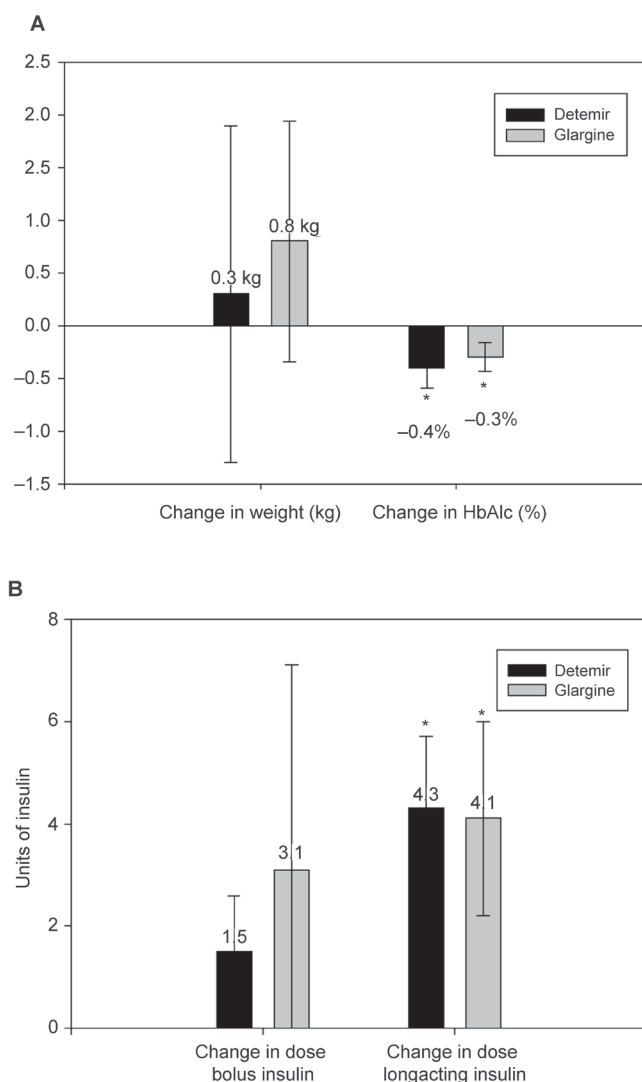 A
2.5
2.0
2.5
1.0
0.5
0.0
–0.5
–1.0
–1.5
Detemir
Glargine
0.3 kg
0.8 kg
*
*
–0.4%
–0.3%
Change in weight (kg)
Change in HbAlc (%)
B
Units of insulin
8
6
4
2
0
Detemir
Glargine
1.5
3.1
*
*
4.3
4.1
Change in dose
bolus insulin
Change in dose
longacting insulin